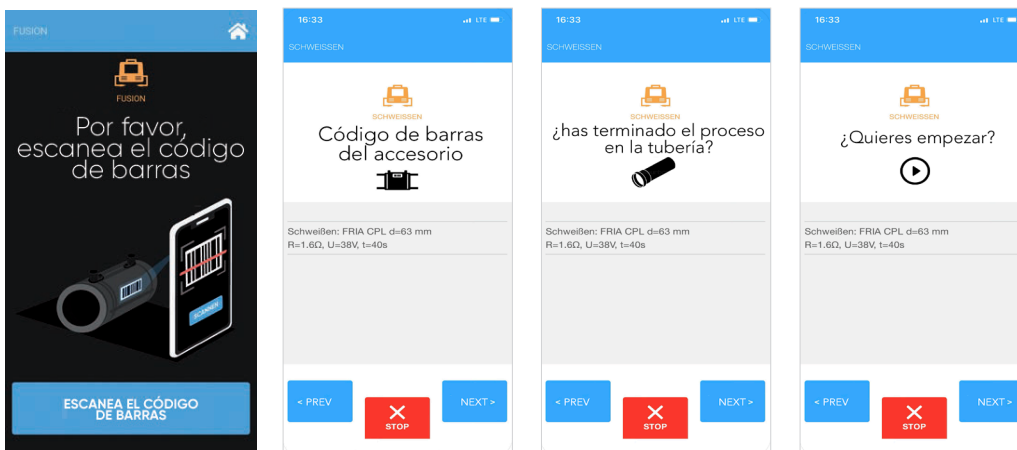 FUSION
FUSION
Por favor,
escanea el código
de barras
SCANNER
ESCANEA EL CÓDIGO
DE BARRAS
16:33
LTE
SCHWEISSEN
SCHWEISSEN
Código de barras
del accesorio
Schweißen: FRIA CPL d=63 mm
R=1.6Ω, U=38V, t=40s
< PREV
STOP
NEXT >
16:33
LTE
SCHWEISSEN
SCHWEISSEN
¿has terminado el proceso
en la tubería?
Schweißen: FRIA CPL d=63 mm
R=1.6Ω, U=38V, t=40s
< PREV
STOP
NEXT >
16:33
LTE
SCHWEISSEN
SCHWEISSEN
¿Quieres empezar?
Schweißen: FRIA CPL d=63 mm
R=1.6Ω, U=38V, t=40s
< PREV
STOP
NEXT >